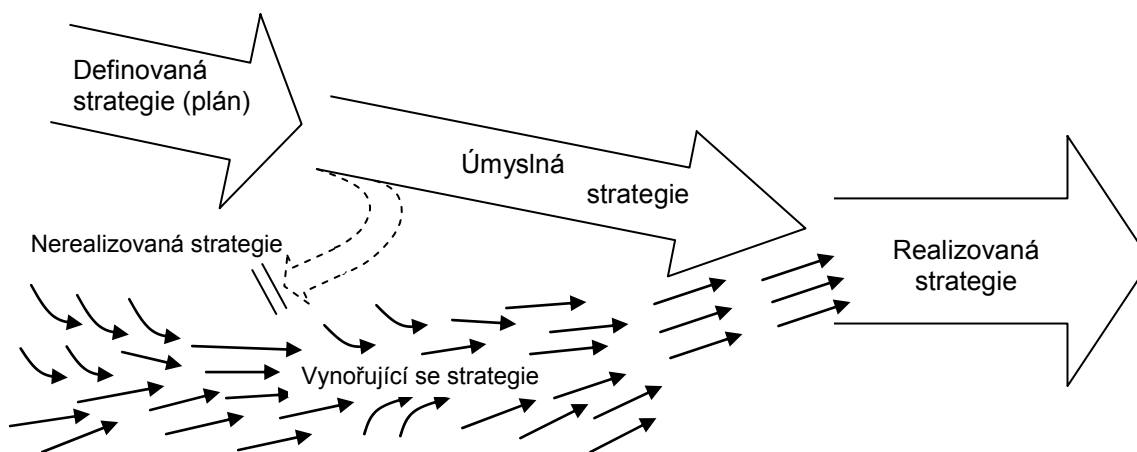 Definovaná
strategie (plán)
Úmyslná
strategie
Nerealizovaná strategie
Realizovaná
strategie
Vynořující se strategie